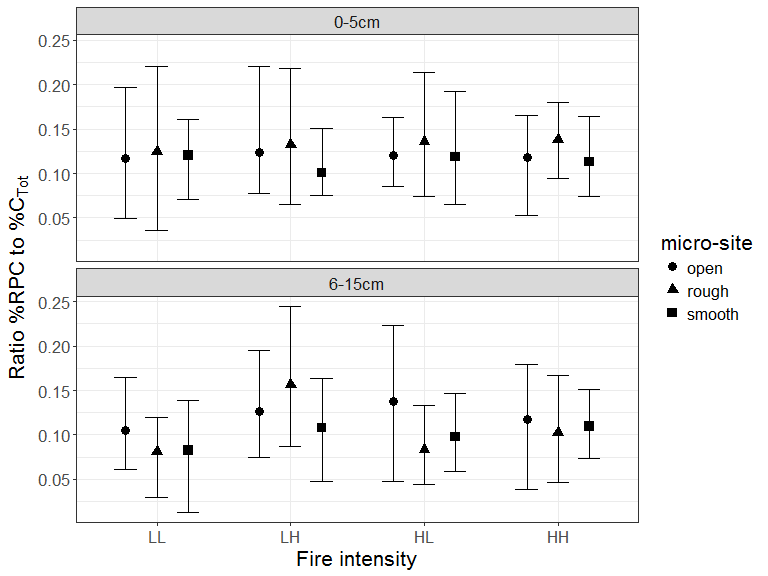 0-5cm
0.25
0.20
0.15
0.10
0.05
6-15cm
0.25
0.20
0.15
0.10
0.05
Ratio %RPC to %CTot
LL LH HL HH
Fire intensity
micro-site
open
rough
smooth